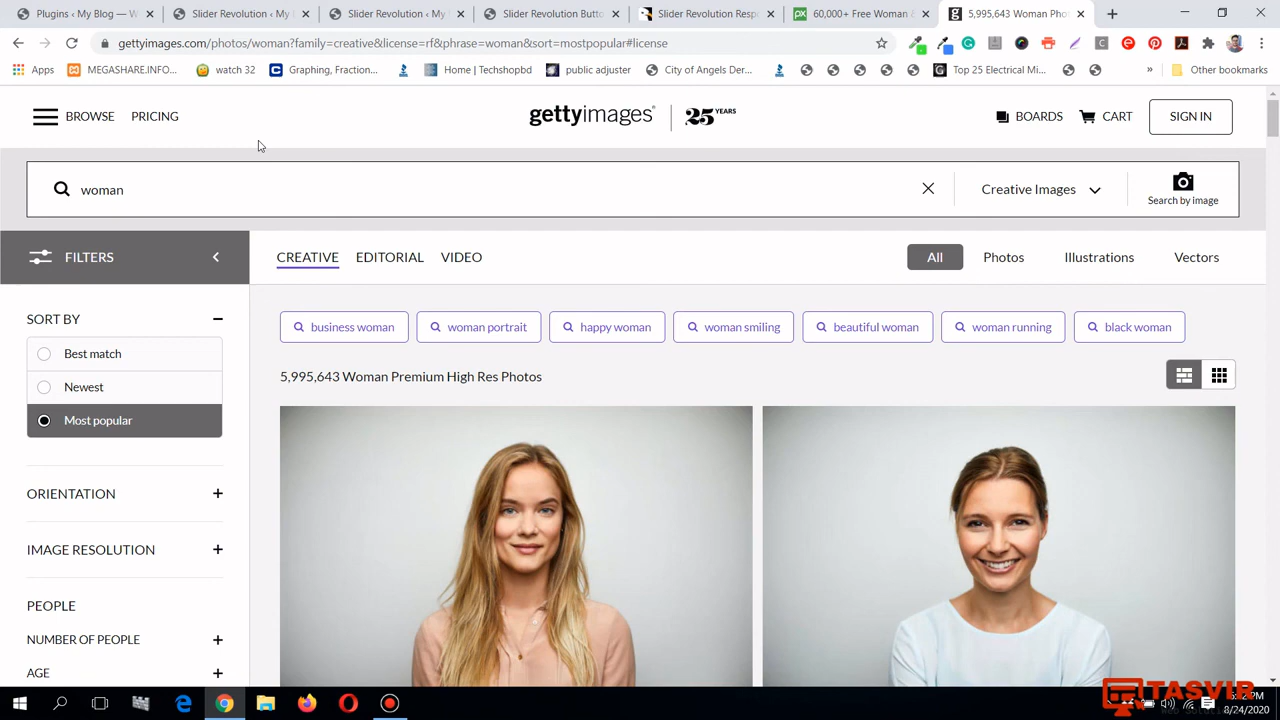 Plugins ‹ My Blog — W
Slider Revolution ‹ My
Slider Revolution ‹ My
Slider Revolution Butto
Slider Revolution Resp
60,000+ Free Woman &
5,995,643 Woman Pho
gettyimages.com/photos/woman?family=creative&license=rf&phrase=woman&sort=mostpopular#license
Apps
MEGASHARE.INFO...
watch 32
Graphing, Fraction...
Home | Techshopbd
public adjuster
City of Angels Der...
Top 25 Electrical Mi...
»
Other bookmarks
BROWSE
PRICING
gettyimages®
25 YEARS
BOARDS
CART
SIGN IN
woman
Creative Images
Search by image
FILTERS
CREATIVE
EDITORIAL
VIDEO
All
Photos
Illustrations
Vectors
SORT BY
Best match
Newest
Most popular
ORIENTATION
IMAGE RESOLUTION
PEOPLE
NUMBER OF PEOPLE
AGE
business woman
woman portrait
happy woman
woman smiling
beautiful woman
woman running
black woman
5,995,643 Woman Premium High Res Photos
TASVIR
8/24/2020